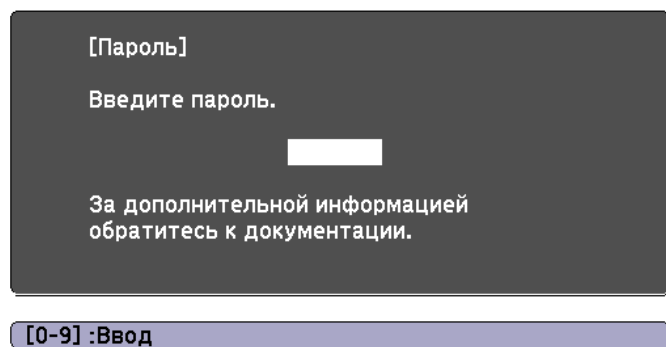 [Пароль]
Введите пароль.
За дополнительной информацией
обратитесь к документации.
[0-9] :Ввод